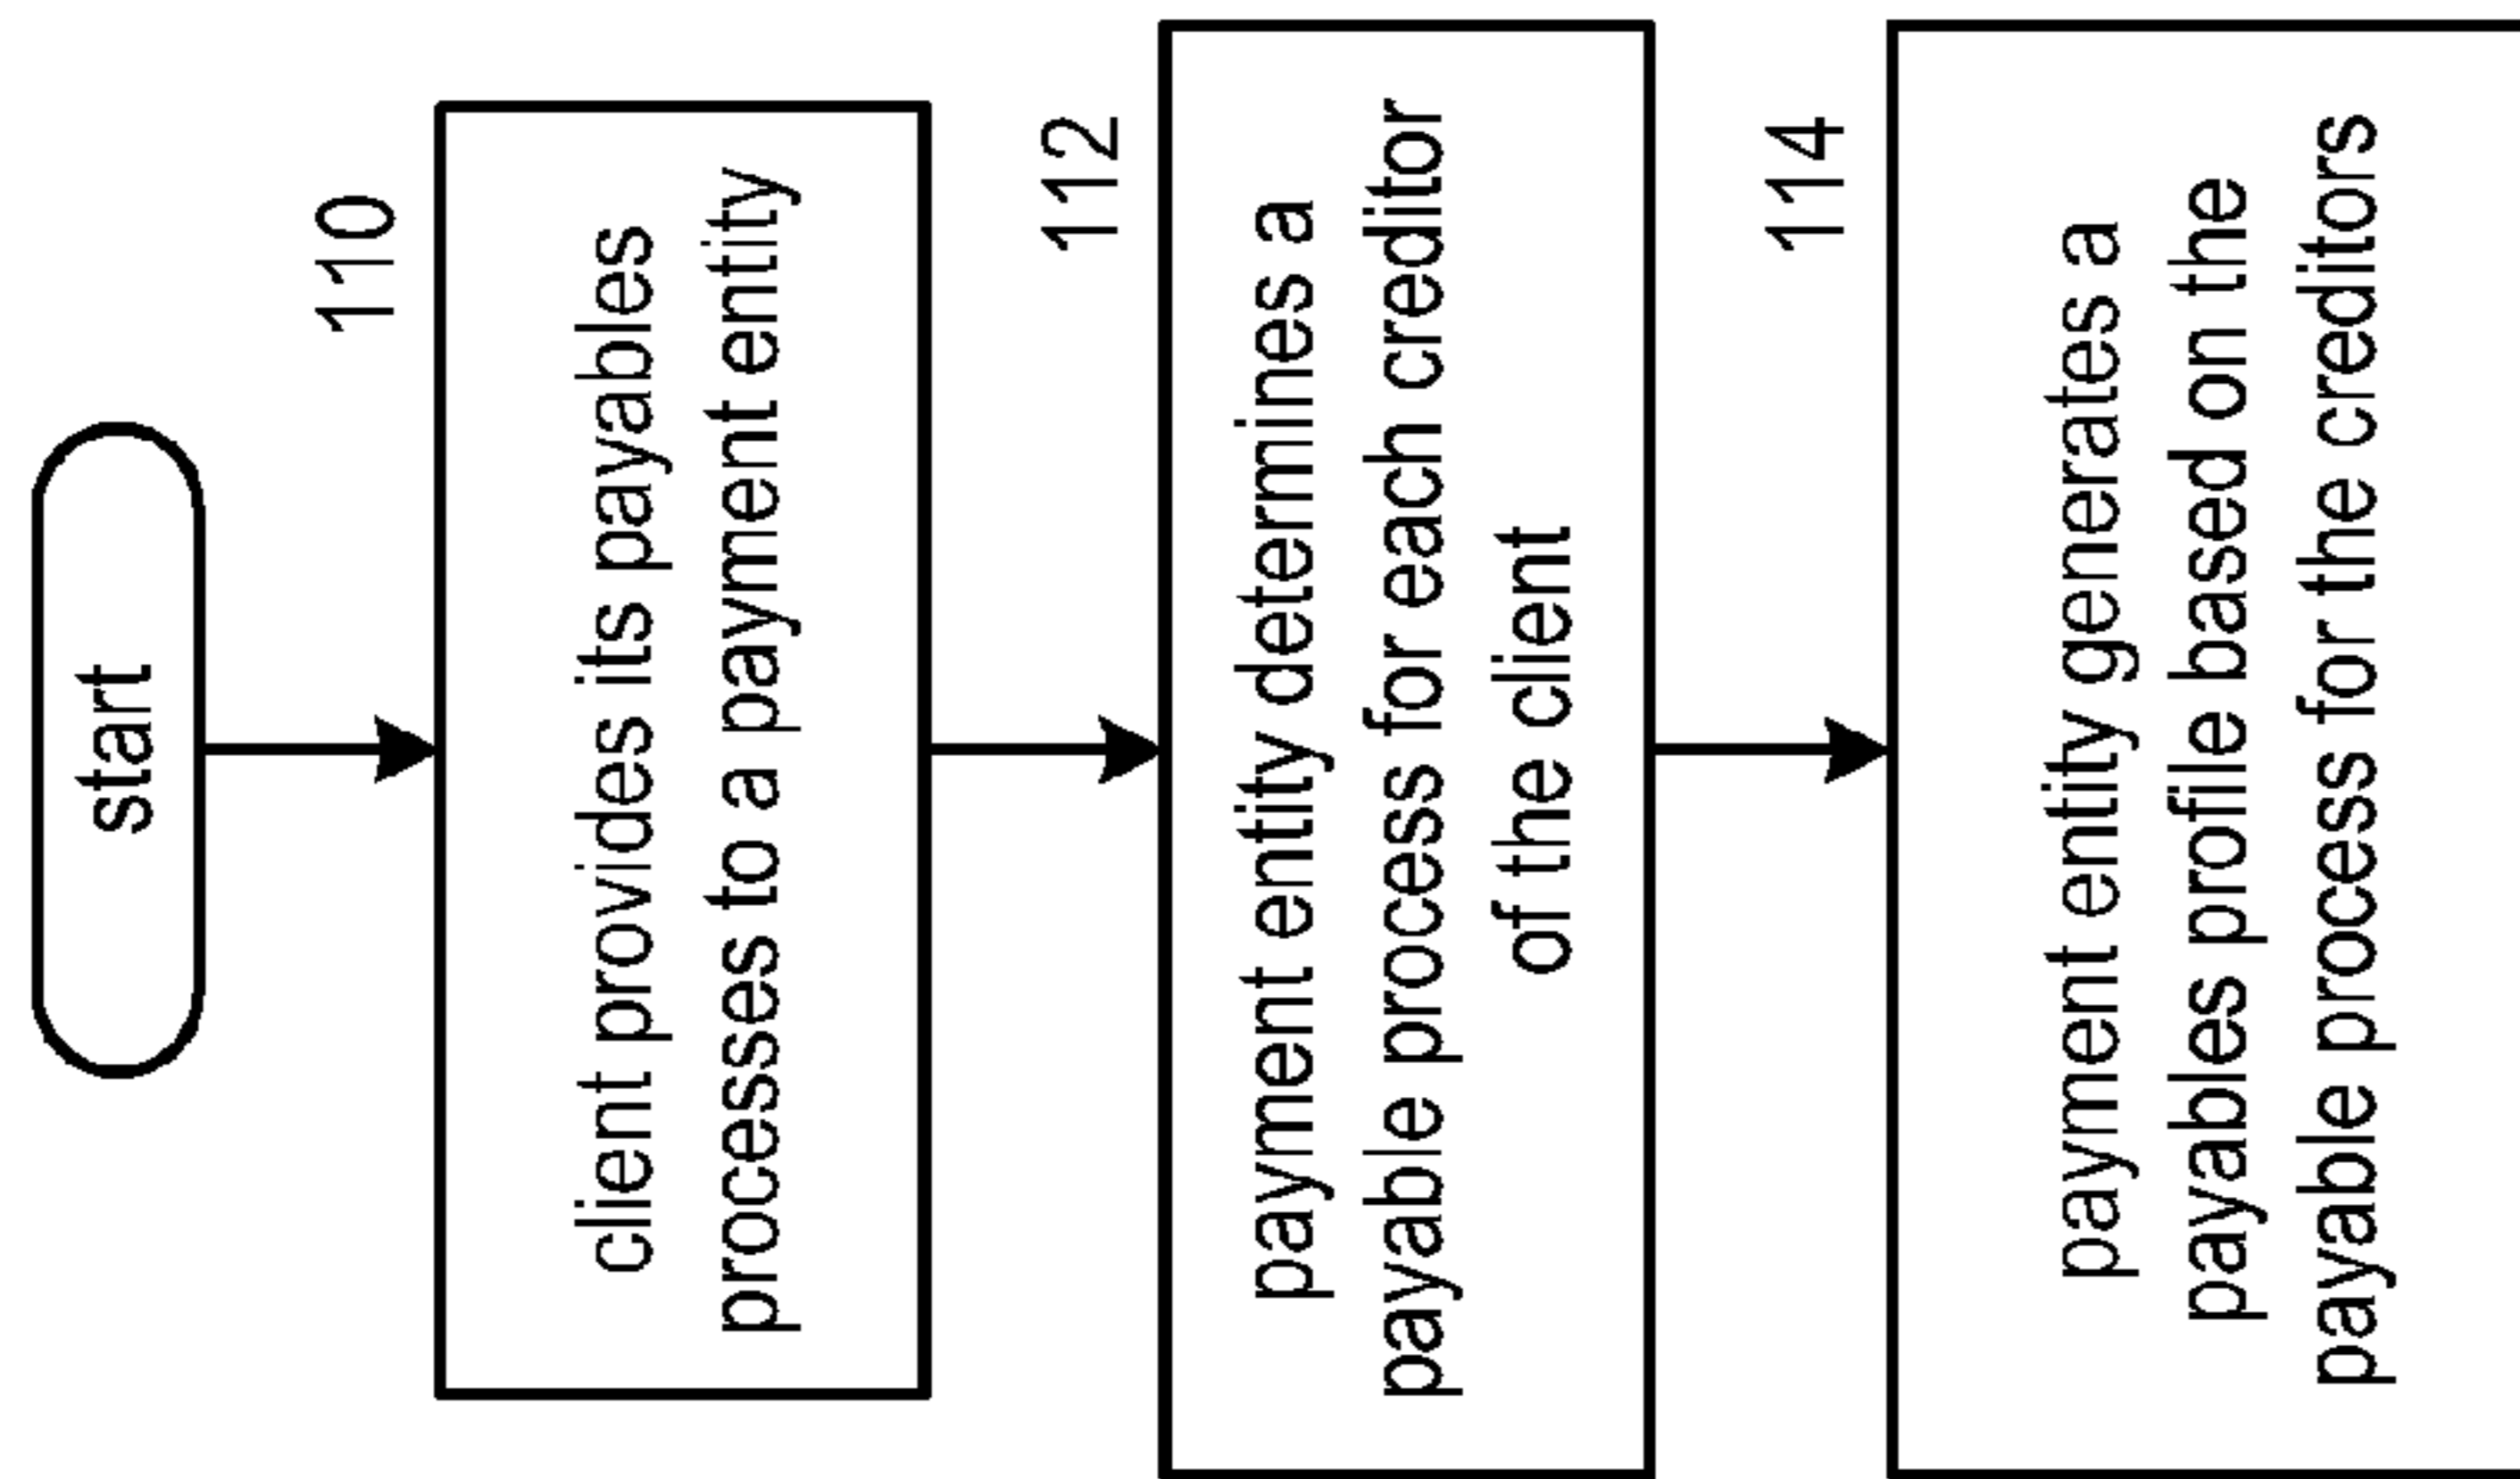 start
110
client provides its payables
processes to a payment entity
112
payment entity determines a
payable process for each creditor
of the client
114
payment entity generates a
payables profile based on the
payable process for the creditors